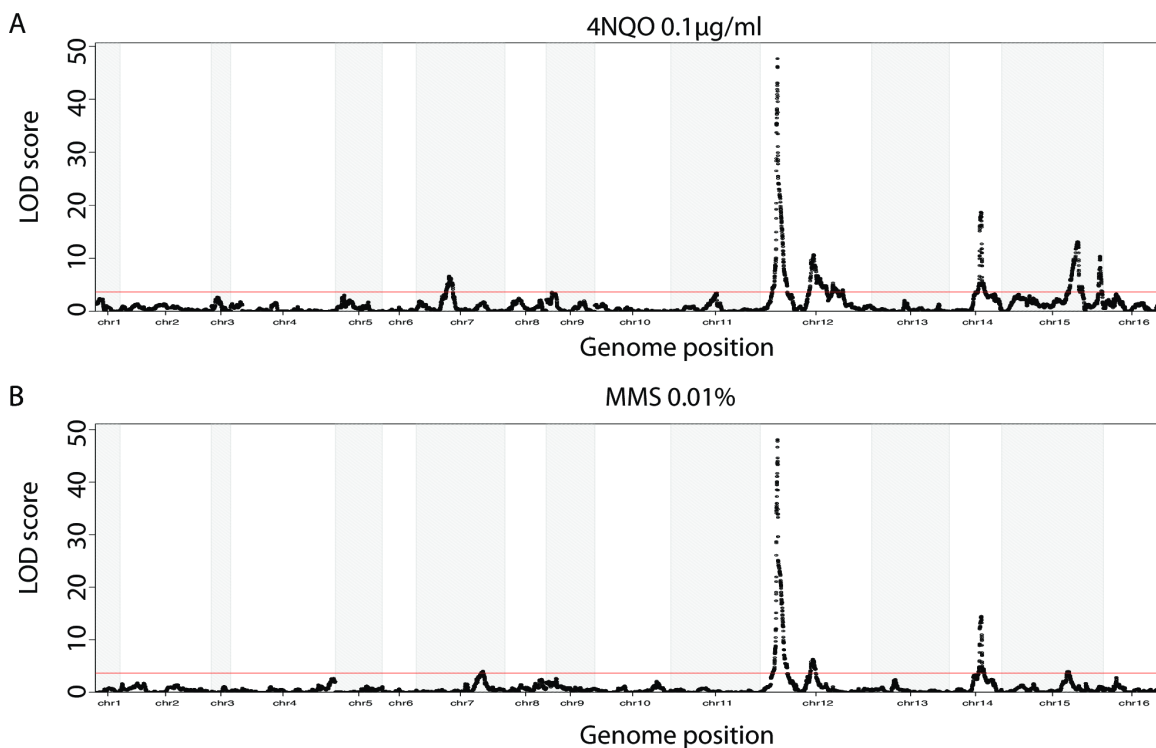 A
4NQO 0.1µg/ml
LOD score
50
40
30
20
10
0
chr1 chr2 chr3 chr4 chr5 chr6 chr7 chr8 chr9 chr10 chr11 chr12 chr13 chr14 chr15 chr16
Genome position
B
MMS 0.01%
LOD score
50
40
30
20
10
0
chr1 chr2 chr3 chr4 chr5 chr6 chr7 chr8 chr9 chr10 chr11 chr12 chr13 chr14 chr15 chr16
Genome position